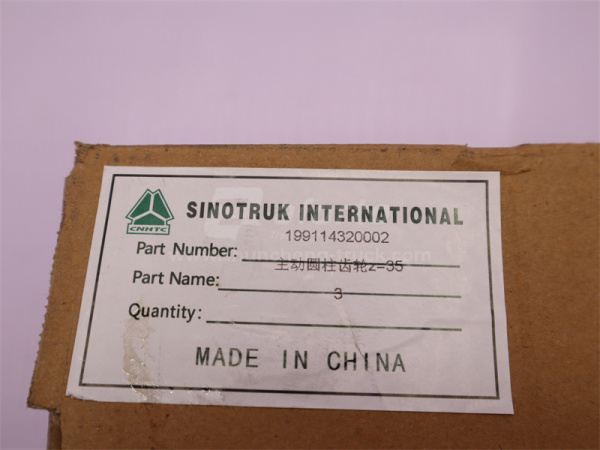 SINOTRUK INTERNATIONAL
CNHTC
199114320002
Part Number:
主动圆柱齿轮z=35
Part Name:
3
Quantity:
MADE IN CHINA